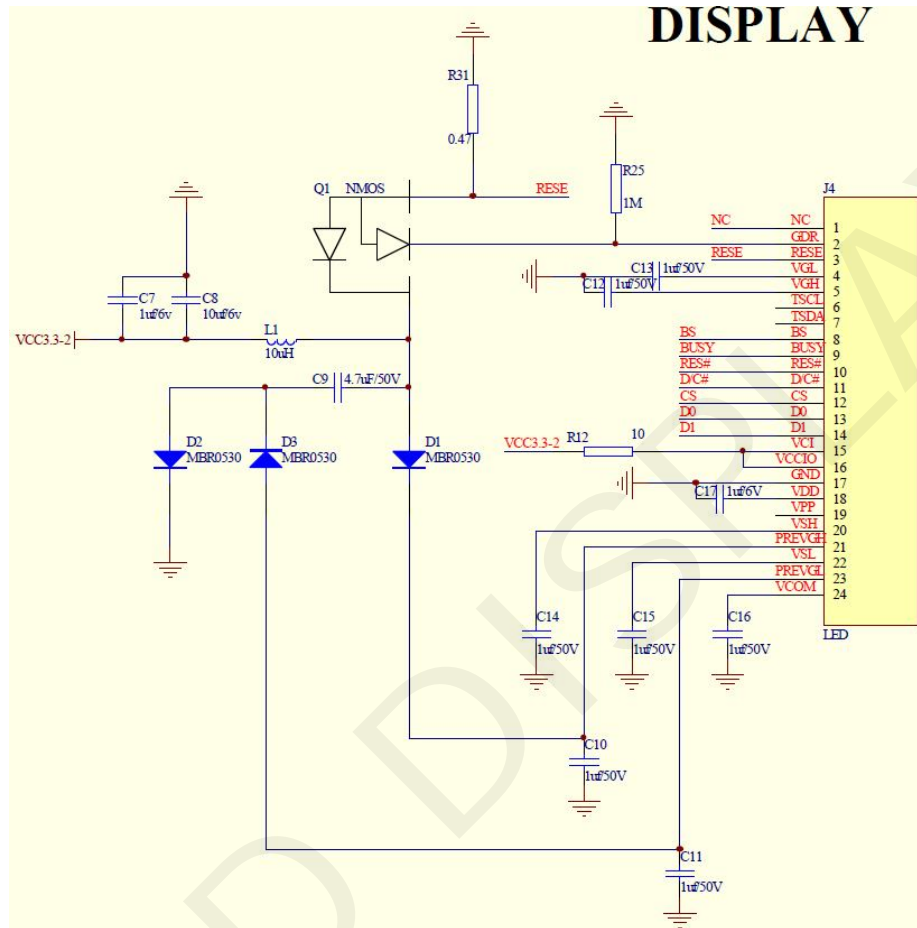 DISPLAY
R31
0.47
R25
1M
Q1 NMOS
RESE
J4
NC NC 1
GDR 2
RESE RESE 3
C13 1uf/50V VGL 4
C12 1uf/50V VGH 5
TSCL 6
TSDA 7
BS BS 8
BUSY BUSY 9
RES# RES# 10
D/C# D/C# 11
CS CS 12
D0 D0 13
D1 D1 14
VCC3.3-2 R12 10 VCI 15
VCCIO 16
GND 17
C17 1uf/6V VDD 18
VPP 19
VSH 20
PREVGH 21
VSL 22
PREVGL 23
VCOM 24
LED
C7
1uf/6v
C8
10uf/6v
VCC3.3-2
L1
10uH
C9 4.7uF/50V
D2
MBR0530
D3
MBR0530
D1
MBR0530
C14
1uf/50V
C15
1uf/50V
C16
1uf/50V
C10
1uf/50V
C11
1uf/50V
D DISPLA